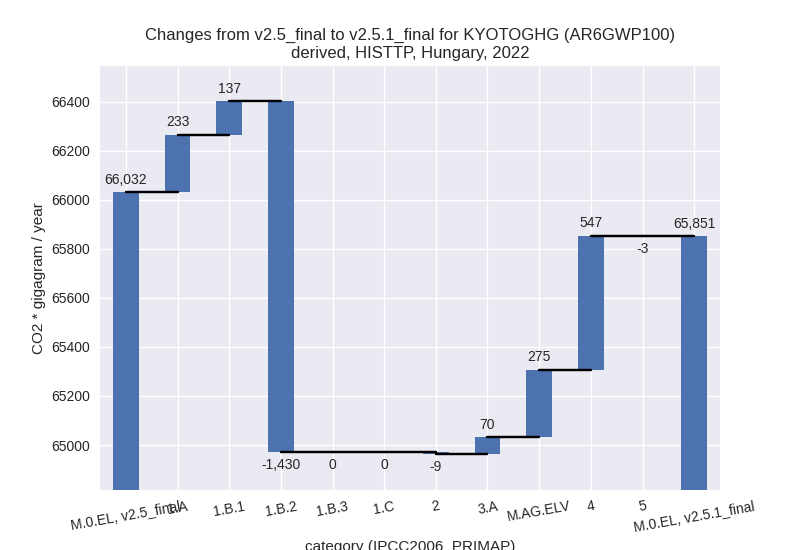 Changes from v2.5_final to v2.5.1_final for KYOTOGHG (AR6GWP100)
derived, HISTTP, Hungary, 2022
CO2 * gigagram / year
66400
66200
66000
65800
65600
65400
65200
65000
66,032
233
137
-1,430
0
0
-9
70
275
547
-3
65,851
M.0.EL, v2.5_final
1.A
1.B.1
1.B.2
1.B.3
1.C
2
3.A
M.AG.ELV
4
5
M.0.EL, v2.5.1_final
category (IPCC2006_PRIMAP)